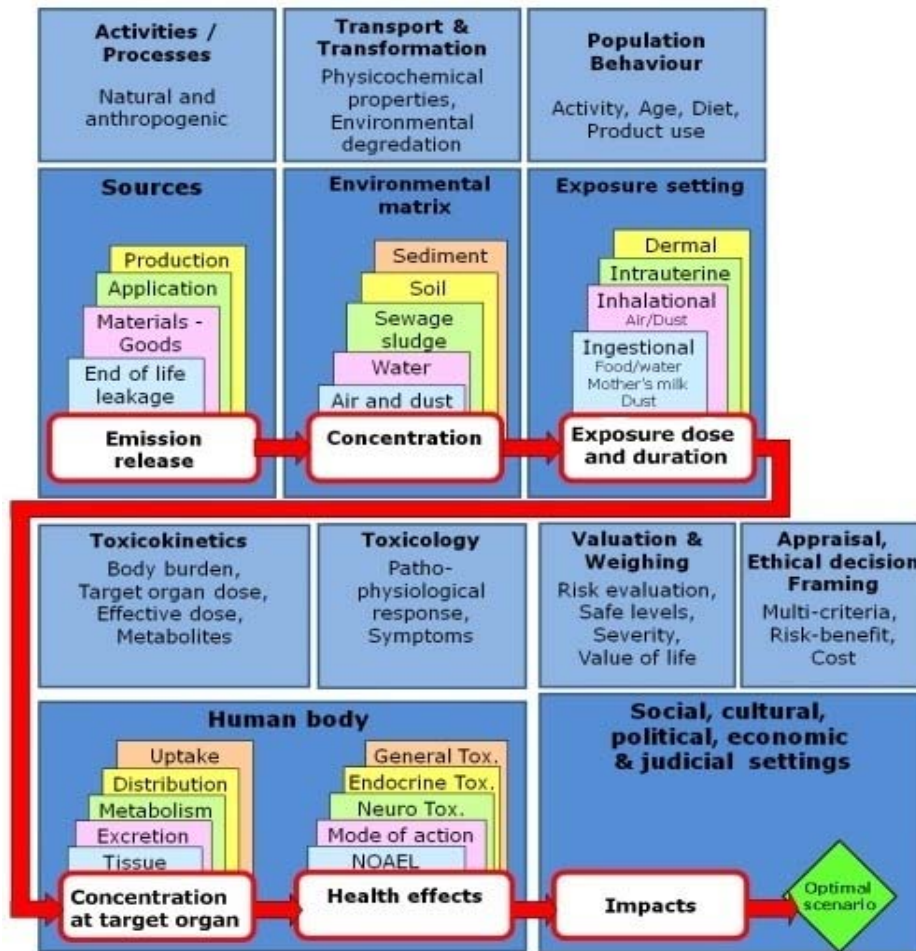 Activities /
Processes
Natural and
anthropogenic
Transport &
Transformation
Physicochemical
properties,
Environmental
degredation
Population
Behaviour
Activity, Age, Diet,
Product use
Sources
Production
Application
Materials -
Goods
End of life
leakage
Emission
release
Environmental
matrix
Sediment
Soil
Sewage
sludge
Water
Air and dust
Concentration
Exposure setting
Dermal
Intrauterine
Inhalational
Air/Dust
Ingestional
Food/water
Mother's milk
Dust
Exposure dose
and duration
Toxicokinetics
Body burden,
Target organ dose,
Effective dose,
Metabolites
Toxicology
Patho-
physiological
response,
Symptoms
Valuation &
Weighing
Risk evaluation,
Safe levels,
Severity,
Value of life
Appraisal,
Ethical decision
Framing
Multi-criteria,
Risk-benefit,
Cost
Human body
Uptake
Distribution
Metabolism
Excretion
Tissue
Concentration
at target organ
General Tox.
Endocrine Tox.
Neuro Tox.
Mode of action
NOAEL
Health effects
Social, cultural,
political, economic
& judicial settings
Impacts
Optimal
scenario